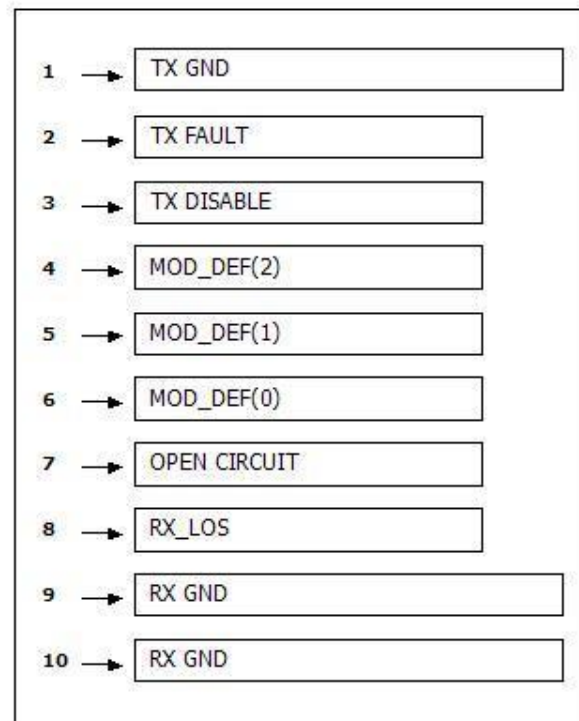 1 TX GND
2 TX FAULT
3 TX DISABLE
4 MOD_DEF(2)
5 MOD_DEF(1)
6 MOD_DEF(0)
7 OPEN CIRCUIT
8 RX_LOS
9 RX GND
10 RX GND